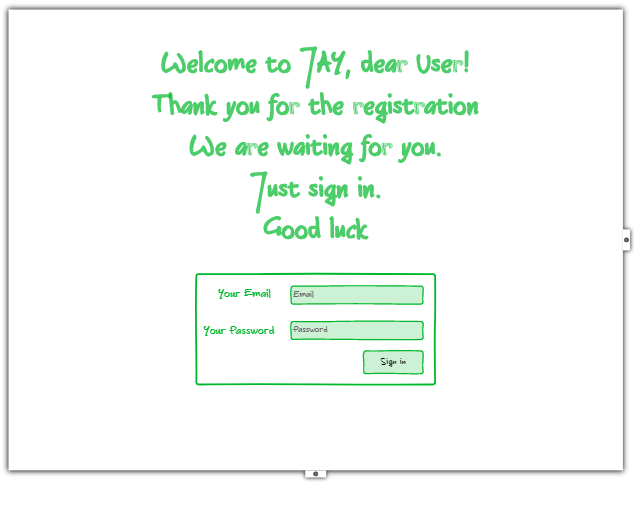 Welcome to JAY, dear User!
Thank you for the registration
We are waiting for you.
Just sign in.
Good luck
Your Email
Email
Your Password
Password
Sign in